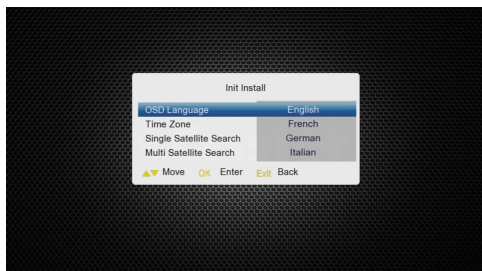 Init Install
OSD Language English
Time Zone French
Single Satellite Search German
Multi Satellite Search Italian
Move OK Enter Exit Back